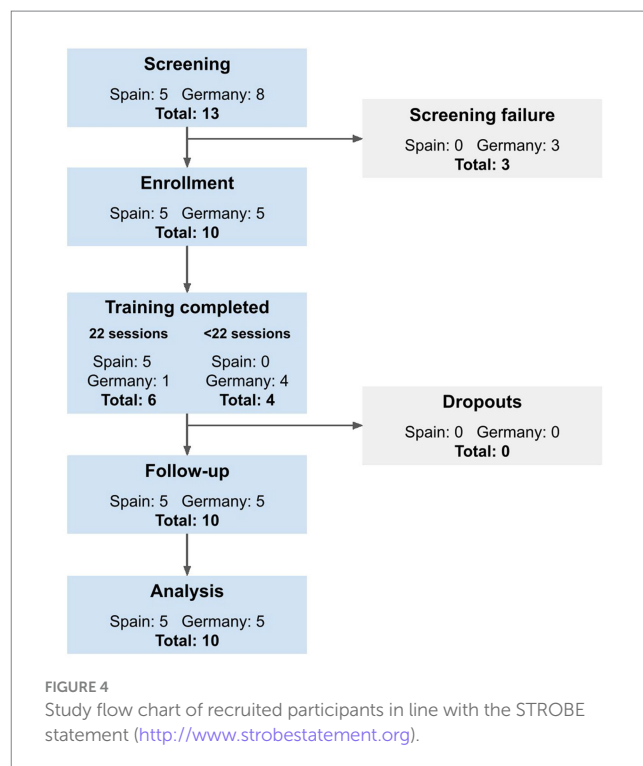 Screening
Spain: 5 Germany: 8
Total: 13
Screening failure
Spain: 0 Germany: 3
Total: 3
Enrollment
Spain: 5 Germany: 5
Total: 10
Training completed
22 sessions <22 sessions
Spain: 5 Spain: 0
Germany: 1 Germany: 4
Total: 6 Total: 4
Dropouts
Spain: 0 Germany: 0
Total: 0
Follow-up
Spain: 5 Germany: 5
Total: 10
Analysis
Spain: 5 Germany: 5
Total: 10
FIGURE 4
Study flow chart of recruited participants in line with the STROBE
statement (http://www.strobestatement.org).